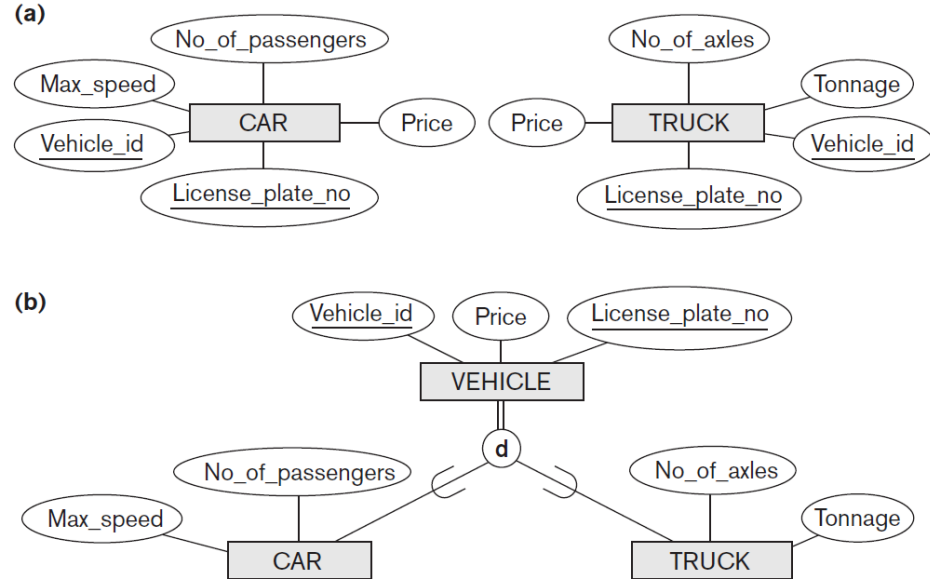 (a)
No_of_passengers
No_of_axles
Max_speed
Tonnage
CAR
Price
Price
TRUCK
Vehicle_id
Vehicle_id
License_plate_no
License_plate_no
(b)
Vehicle_id
Price
License_plate_no
VEHICLE
d
No_of_passengers
No_of_axles
Max_speed
Tonnage
CAR
TRUCK